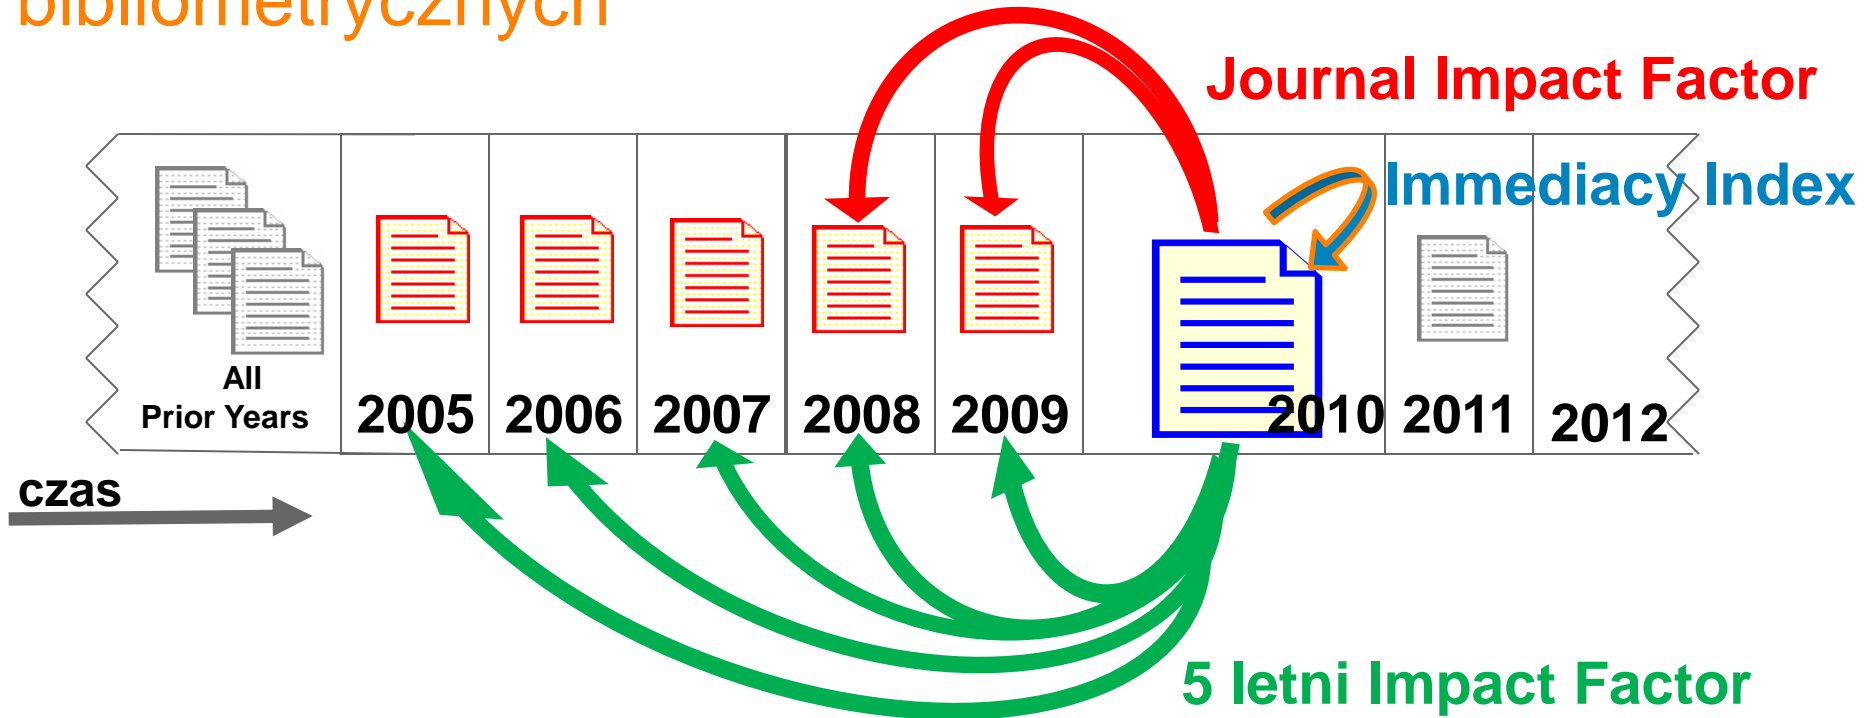 bibliometrycznych
Journal Impact Factor
Immediacy Index
All
Prior Years
2005
2006
2007
2008
2009
2010
2011
2012
czas
5 letni Impact Factor